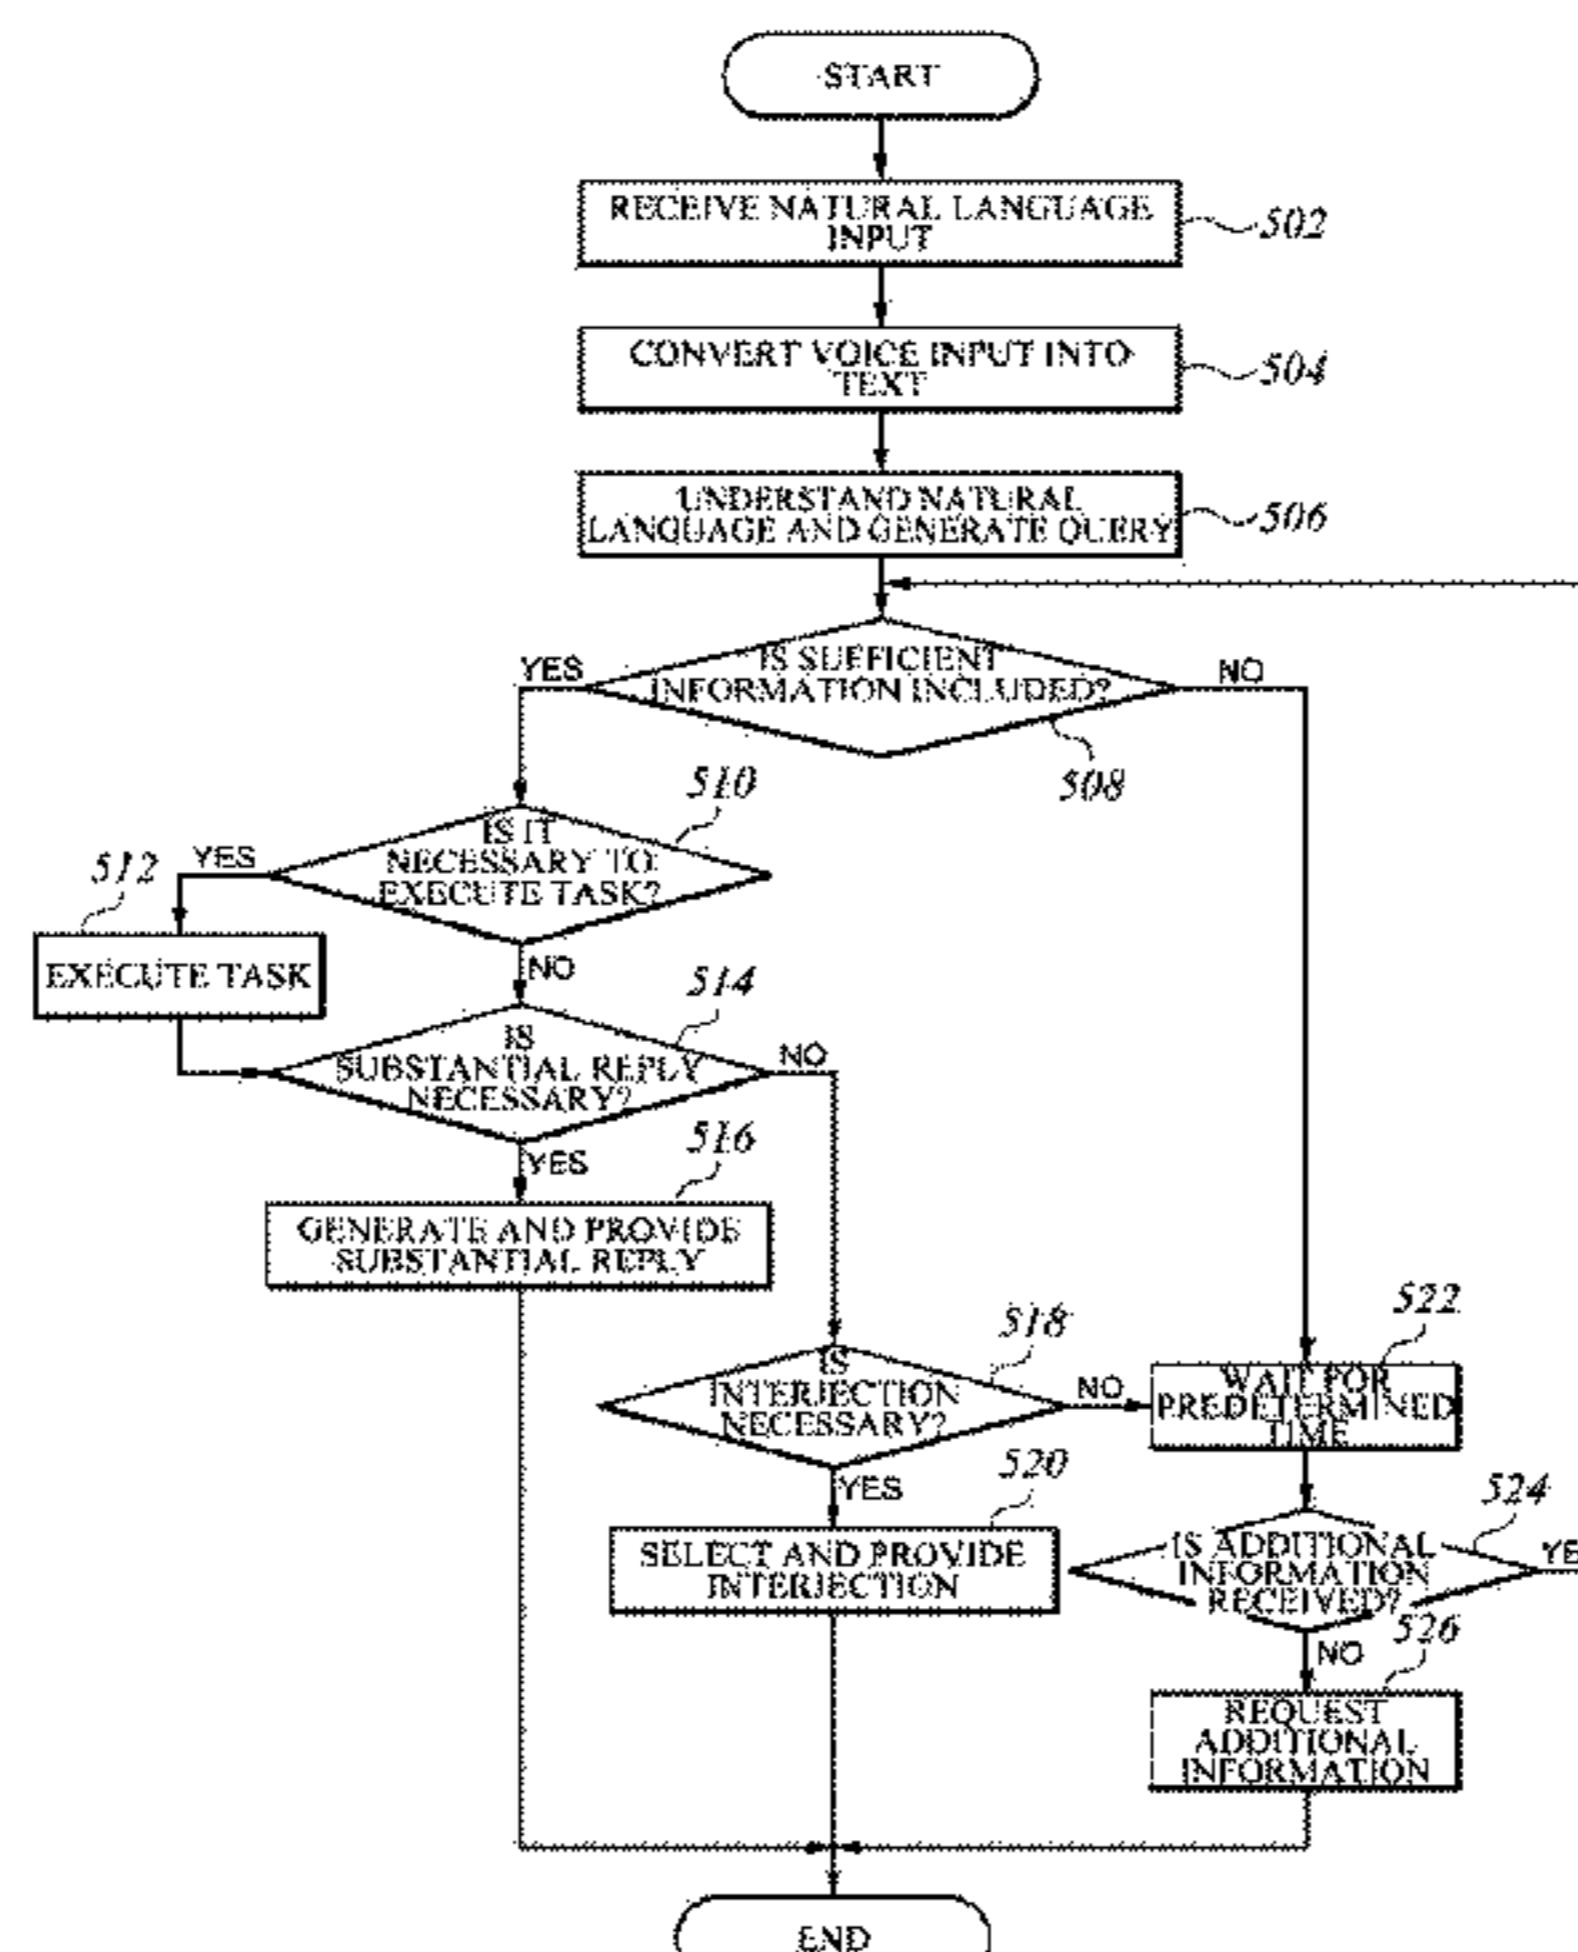 START
RECEIVE NATURAL LANGUAGE
INPUT
502
CONVERT VOICE INPUT INTO
TEXT
504
UNDERSTAND NATURAL
LANGUAGE AND GENERATE QUERY
506
IS SUFFICIENT
INFORMATION INCLUDED?
YES
NO
508
510
IS IT
NECESSARY TO
EXECUTE TASK?
YES
512
EXECUTE TASK
NO
514
IS
SUBSTANTIAL REPLY
NECESSARY?
NO
YES
516
GENERATE AND PROVIDE
SUBSTANTIAL REPLY
518
IS
INTERJECTION
NECESSARY?
NO
522
WAIT FOR
PREDETERMINED
TIME
YES
520
SELECT AND PROVIDE
INTERJECTION
524
IS ADDITIONAL
INFORMATION
RECEIVED?
YE
NO
526
REQUEST
ADDITIONAL
INFORMATION
END